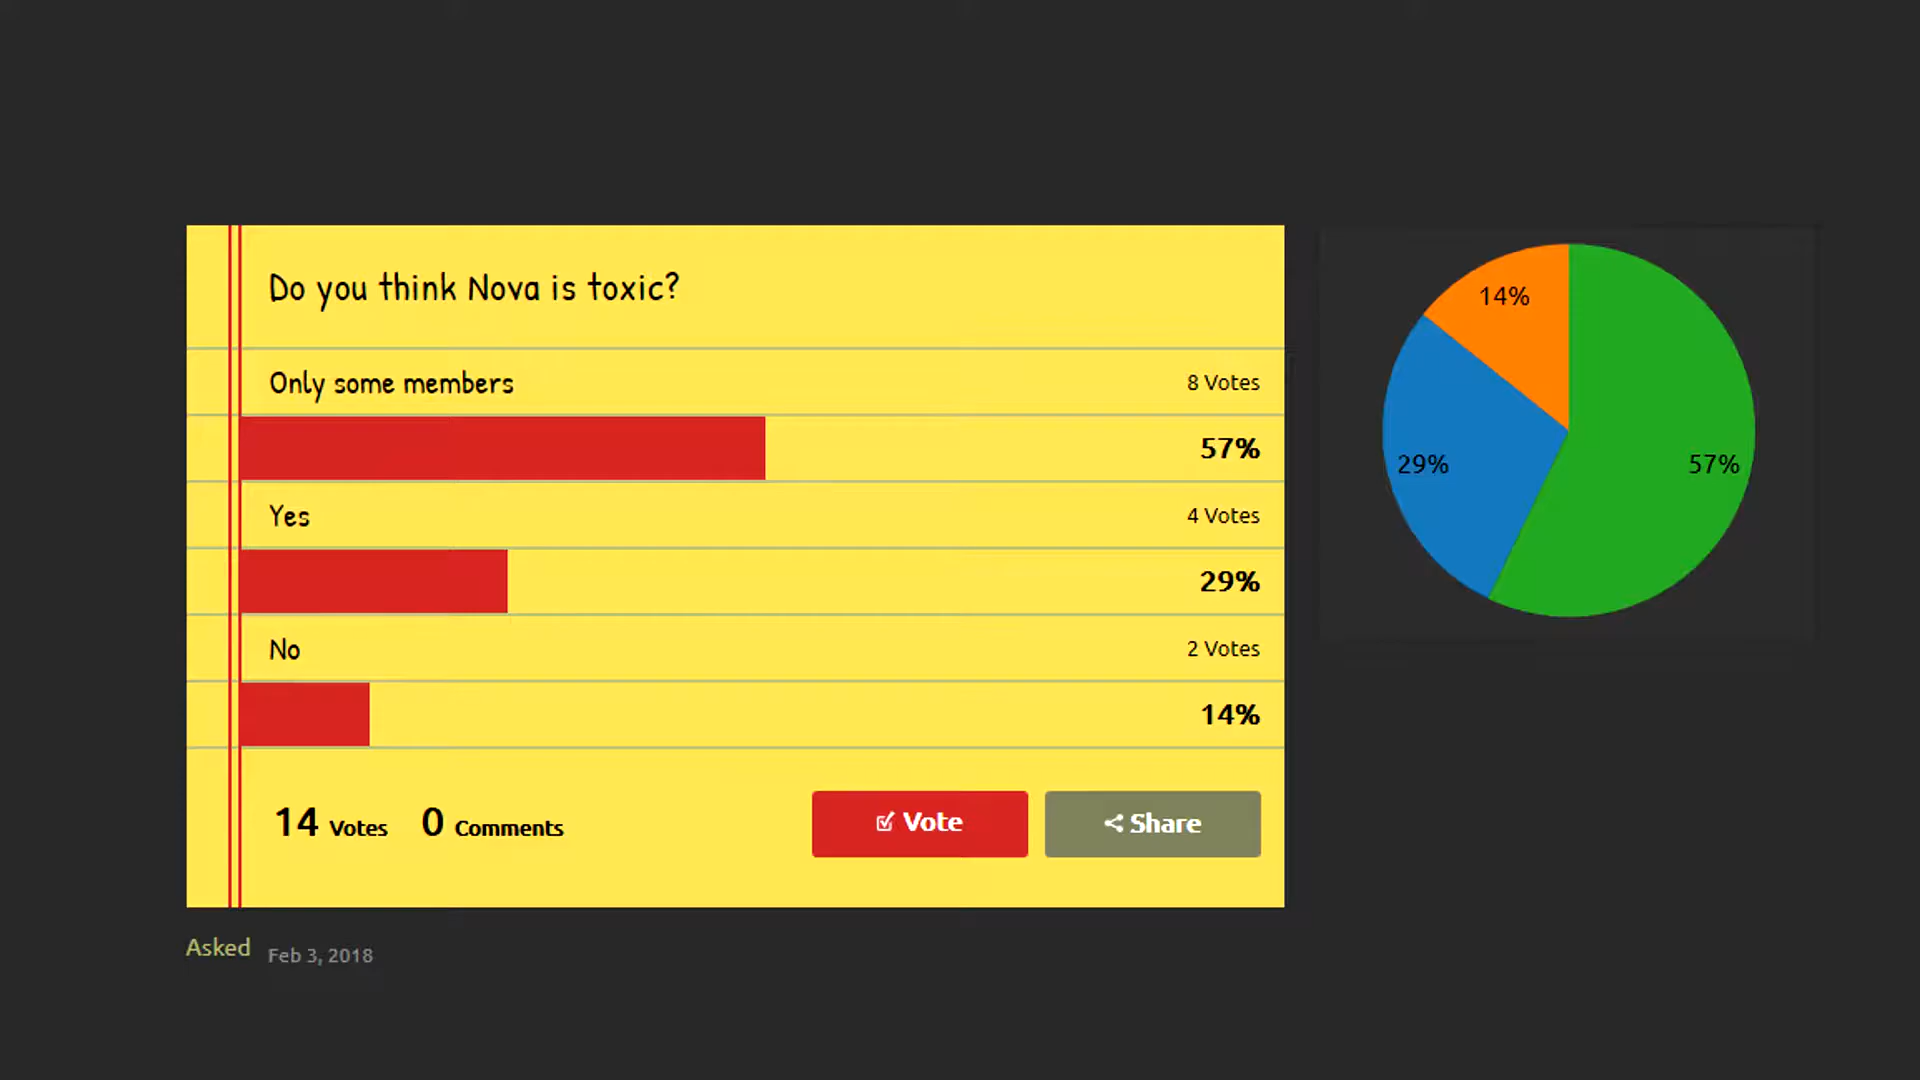 Do you think Nova is toxic?
Only some members 8 Votes
57%
Yes 4 Votes
29%
No 2 Votes
14%
14 Votes 0 Comments Vote Share
Asked Feb 3, 2018
14%
29% 57%